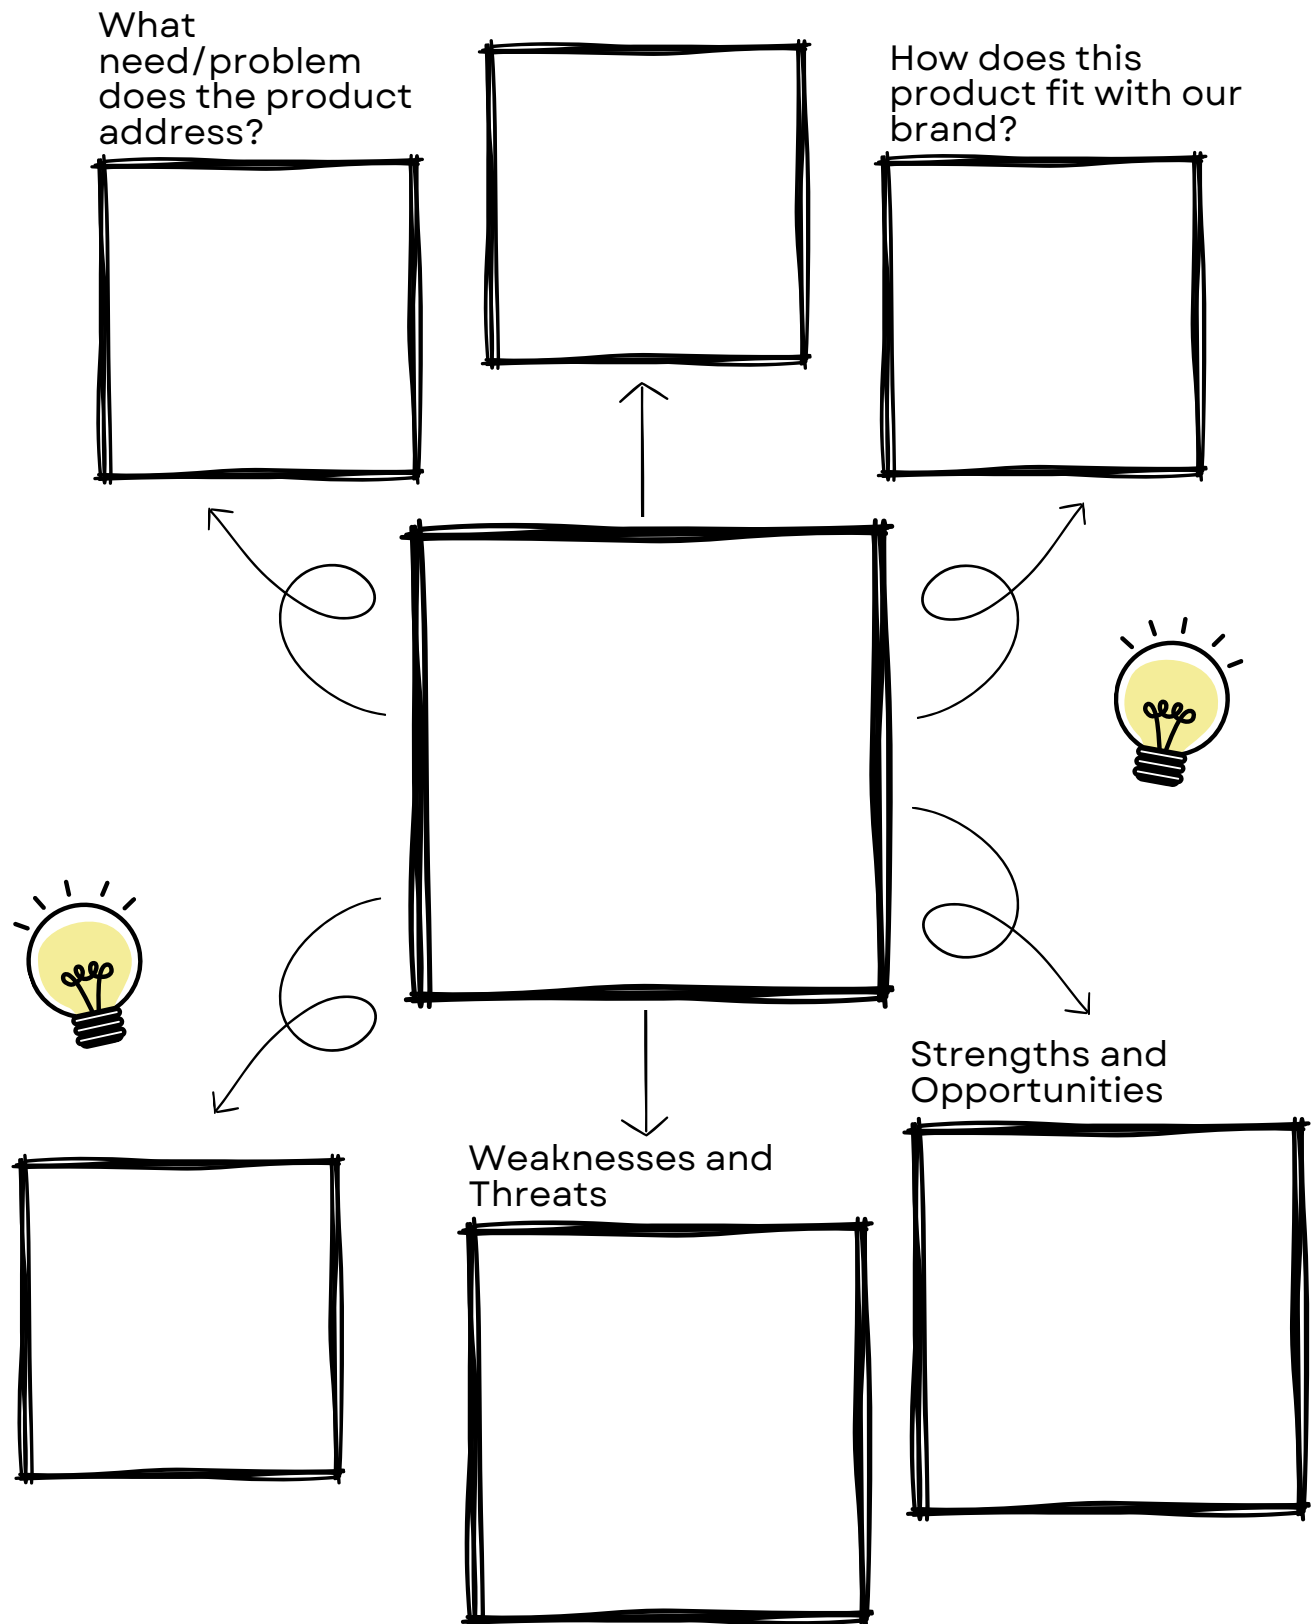 What
need/problem
does the product
address?
How does this
product fit with our
brand?
Strengths and
Opportunities
Weaknesses and
Threats